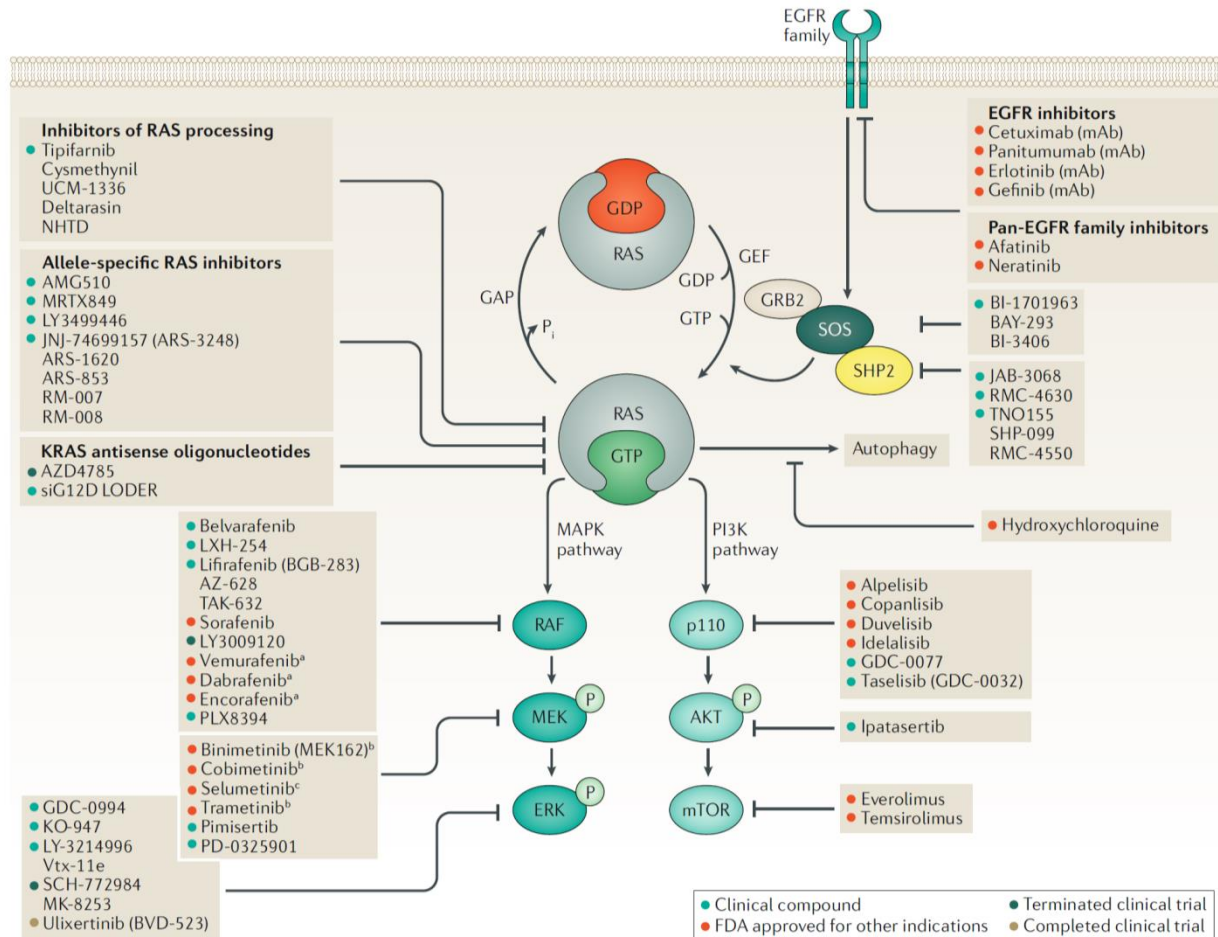 EGFR
family
Inhibitors of RAS processing
Tipifarnib
Cysmethynil
UCM-1336
Deltarasin
NHTD
Allele-specific RAS inhibitors
AMG510
MRTX849
LY3499446
JNJ-74699157 (ARS-3248)
ARS-1620
ARS-853
RM-007
RM-008
KRAS antisense oligonucleotides
AZD4785
siG12D LODER
GDP
RAS
GAP
Pi
GEF
GDP
GTP
GRB2
SOS
SHP2
RAS
GTP
Autophagy
MAPK
pathway
PI3K
pathway
EGFR inhibitors
Cetuximab (mAb)
Panitumumab (mAb)
Erlotinib (mAb)
Gefinib (mAb)
Pan-EGFR family inhibitors
Afatinib
Neratinib
BI-1701963
BAY-293
BI-3406
JAB-3068
RMC-4630
TNO155
SHP-099
RMC-4550
Hydroxychloroquine
Belvarafenib
LXH-254
Lifirafenib (BGB-283)
AZ-628
TAK-632
Sorafenib
LY3009120
Vemurafenibᵃ
Dabrafenibᵃ
Encorafenibᵃ
PLX8394
RAF
p110
Alpelisib
Copanlisib
Duvelisib
Idelalisib
GDC-0077
Taselisib (GDC-0032)
MEK
P
AKT
P
Ipatasertib
Binimetinib (MEK162)ᵇ
Cobimetinibᵇ
Selumetinibᶜ
Trametinibᵇ
Pimisertib
PD-0325901
ERK
P
mTOR
Everolimus
Temsirolimus
GDC-0994
KO-947
LY-3214996
Vtx-11e
SCH-772984
MK-8253
Ulixertinib (BVD-523)
Clinical compound
Terminated clinical trial
FDA approved for other indications
Completed clinical trial